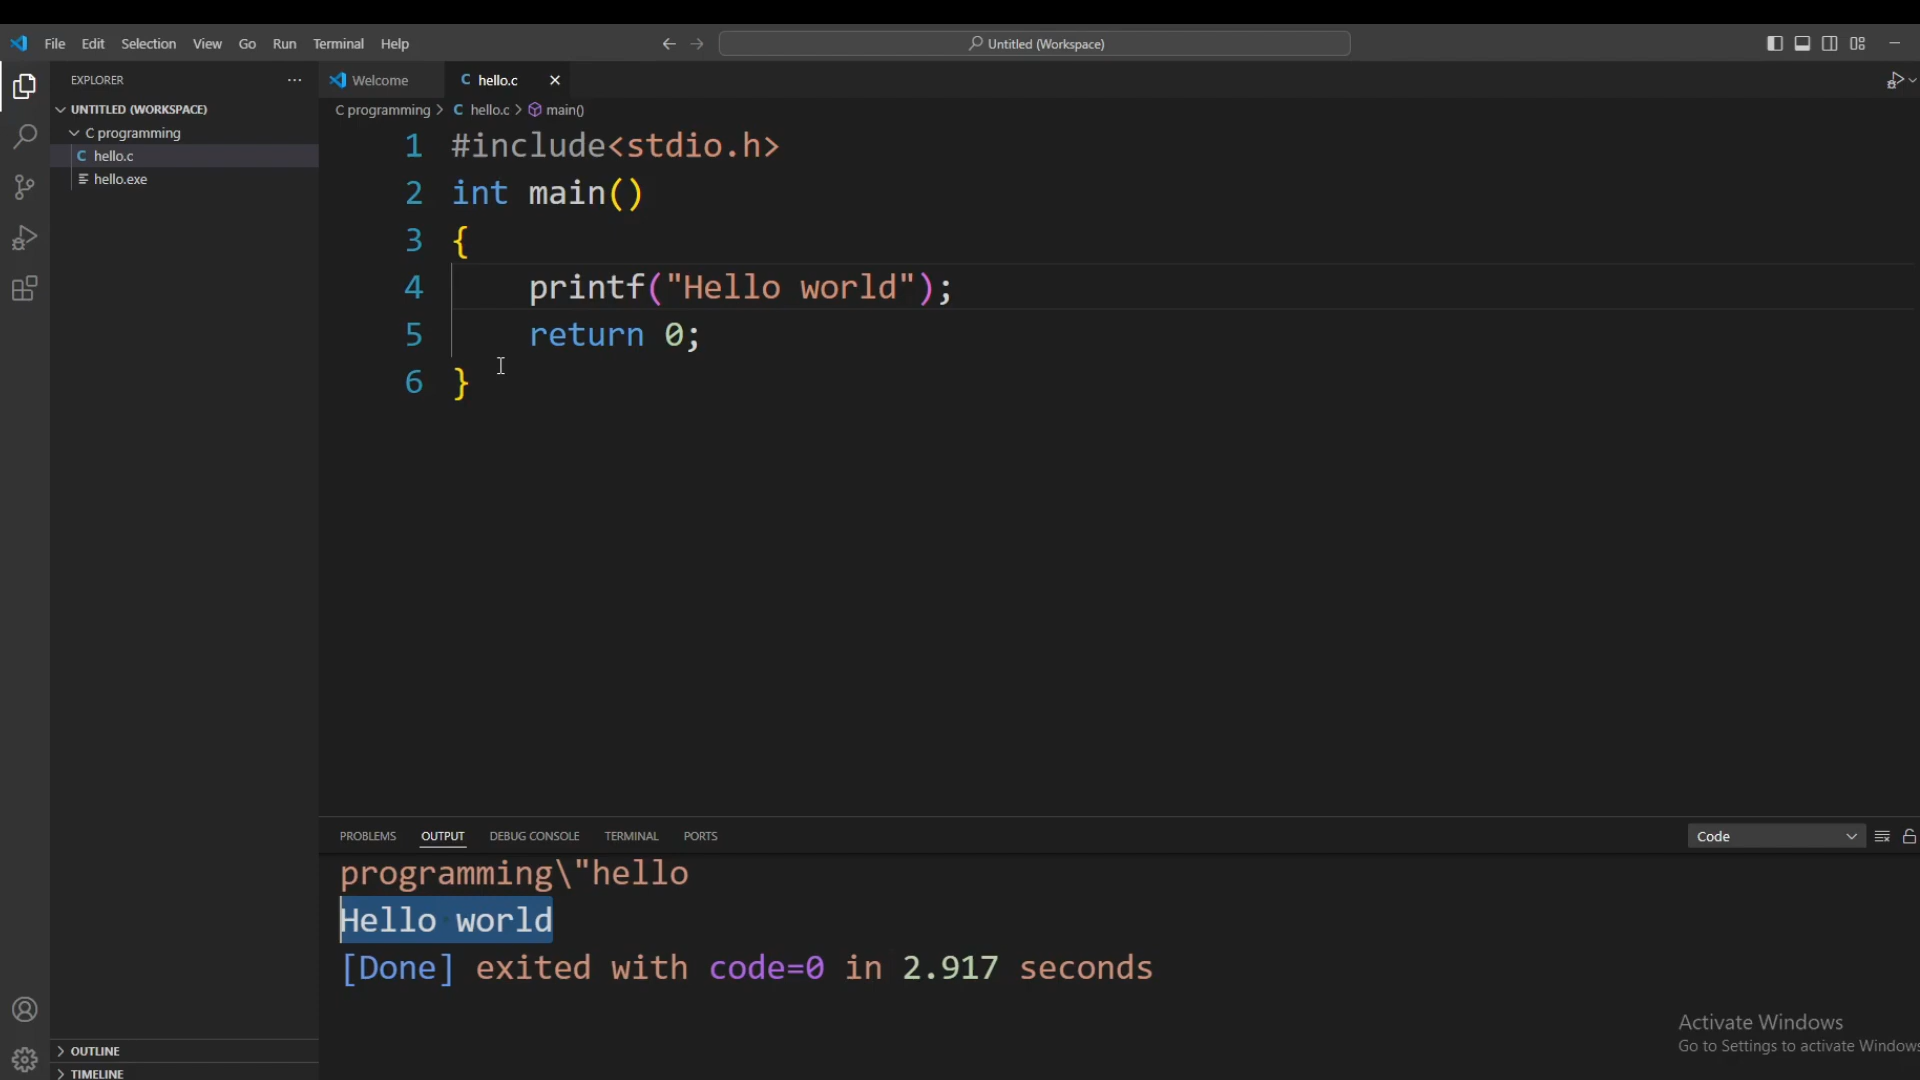 File Edit Selection View Go Run Terminal Help
Untitled (Workspace)
EXPLORER
UNTITLED (WORKSPACE)
C programming
C hello.c
hello.exe
OUTLINE
TIMELINE
Welcome
C hello.c
C programming > C hello.c > main()
1 #include<stdio.h>
2 int main()
3 {
4 printf("Hello world");
5 return 0;
6 }
PROBLEMS OUTPUT DEBUG CONSOLE TERMINAL PORTS
Code
programming\"hello
Hello world
[Done] exited with code=0 in 2.917 seconds
Activate Windows
Go to Settings to activate Windows